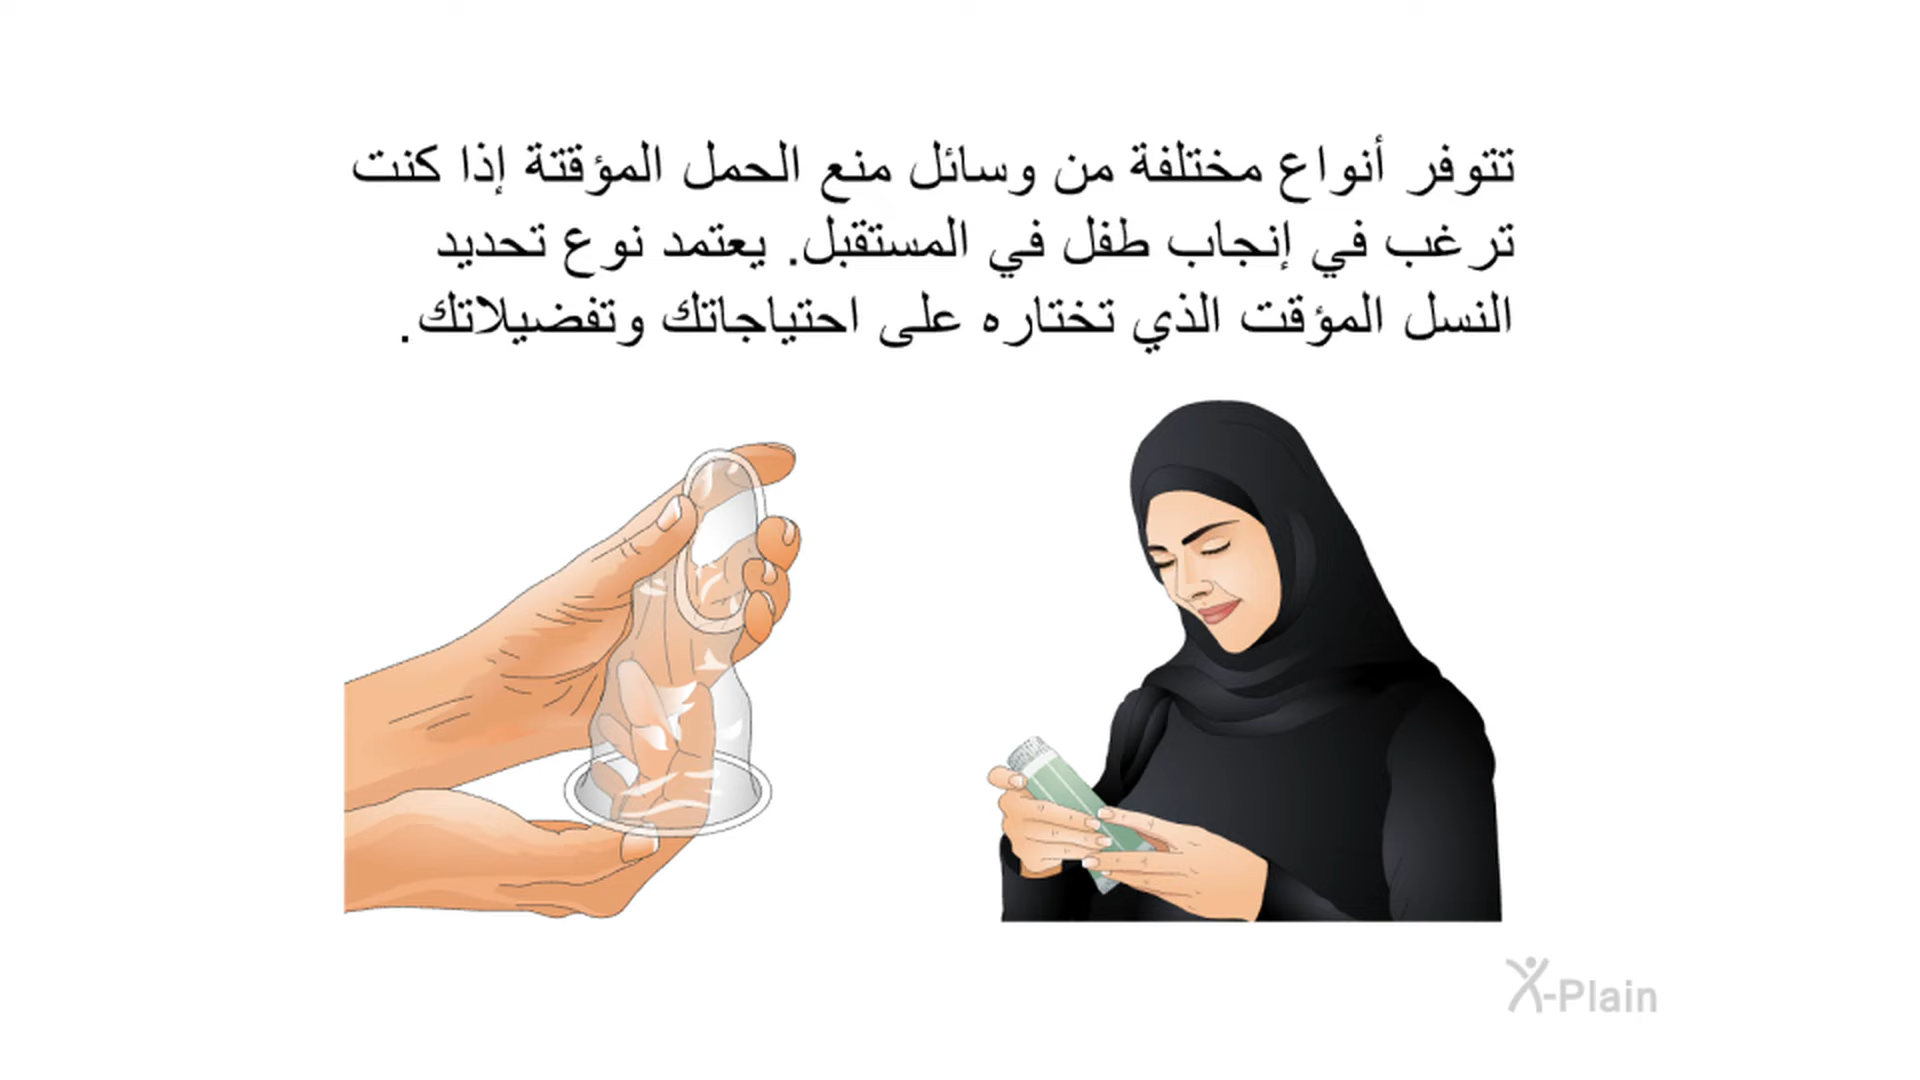 تتوفر أنواع مختلفة من وسائل منع الحمل المؤقتة إذا كنت
ترغب في إنجاب طفل في المستقبل. يعتمد نوع تحديد
النسل المؤقت الذي تختاره على احتياجاتك وتفضيلاتك.
X-Plain